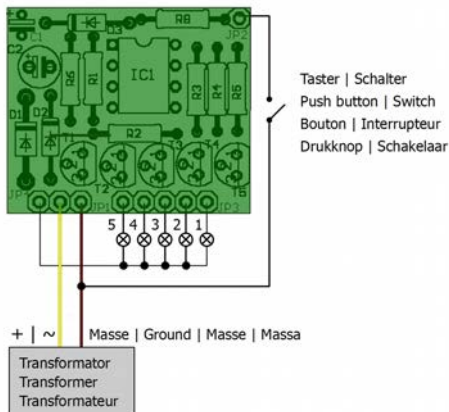 R8
D3
JP2
C1
C2
IC1
R6
R1
R3
R4
R5
D1
D2
R2
T1
T2
T3
T4
T5
JP1
JP3
5 4 3 2 1
Taster | Schalter
Push button | Switch
Bouton | Interrupteur
Drukknop | Schakelaar
+ | ~ Masse | Ground | Masse | Massa
Transformator
Transformer
Transformateur